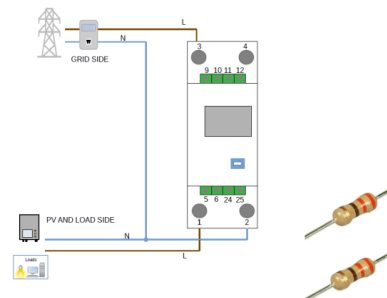 L
3 4
N
GRID SIDE
9 10 11 12
5 6 24 25
PV AND LOAD SIDE
1 2
N
Loads
L